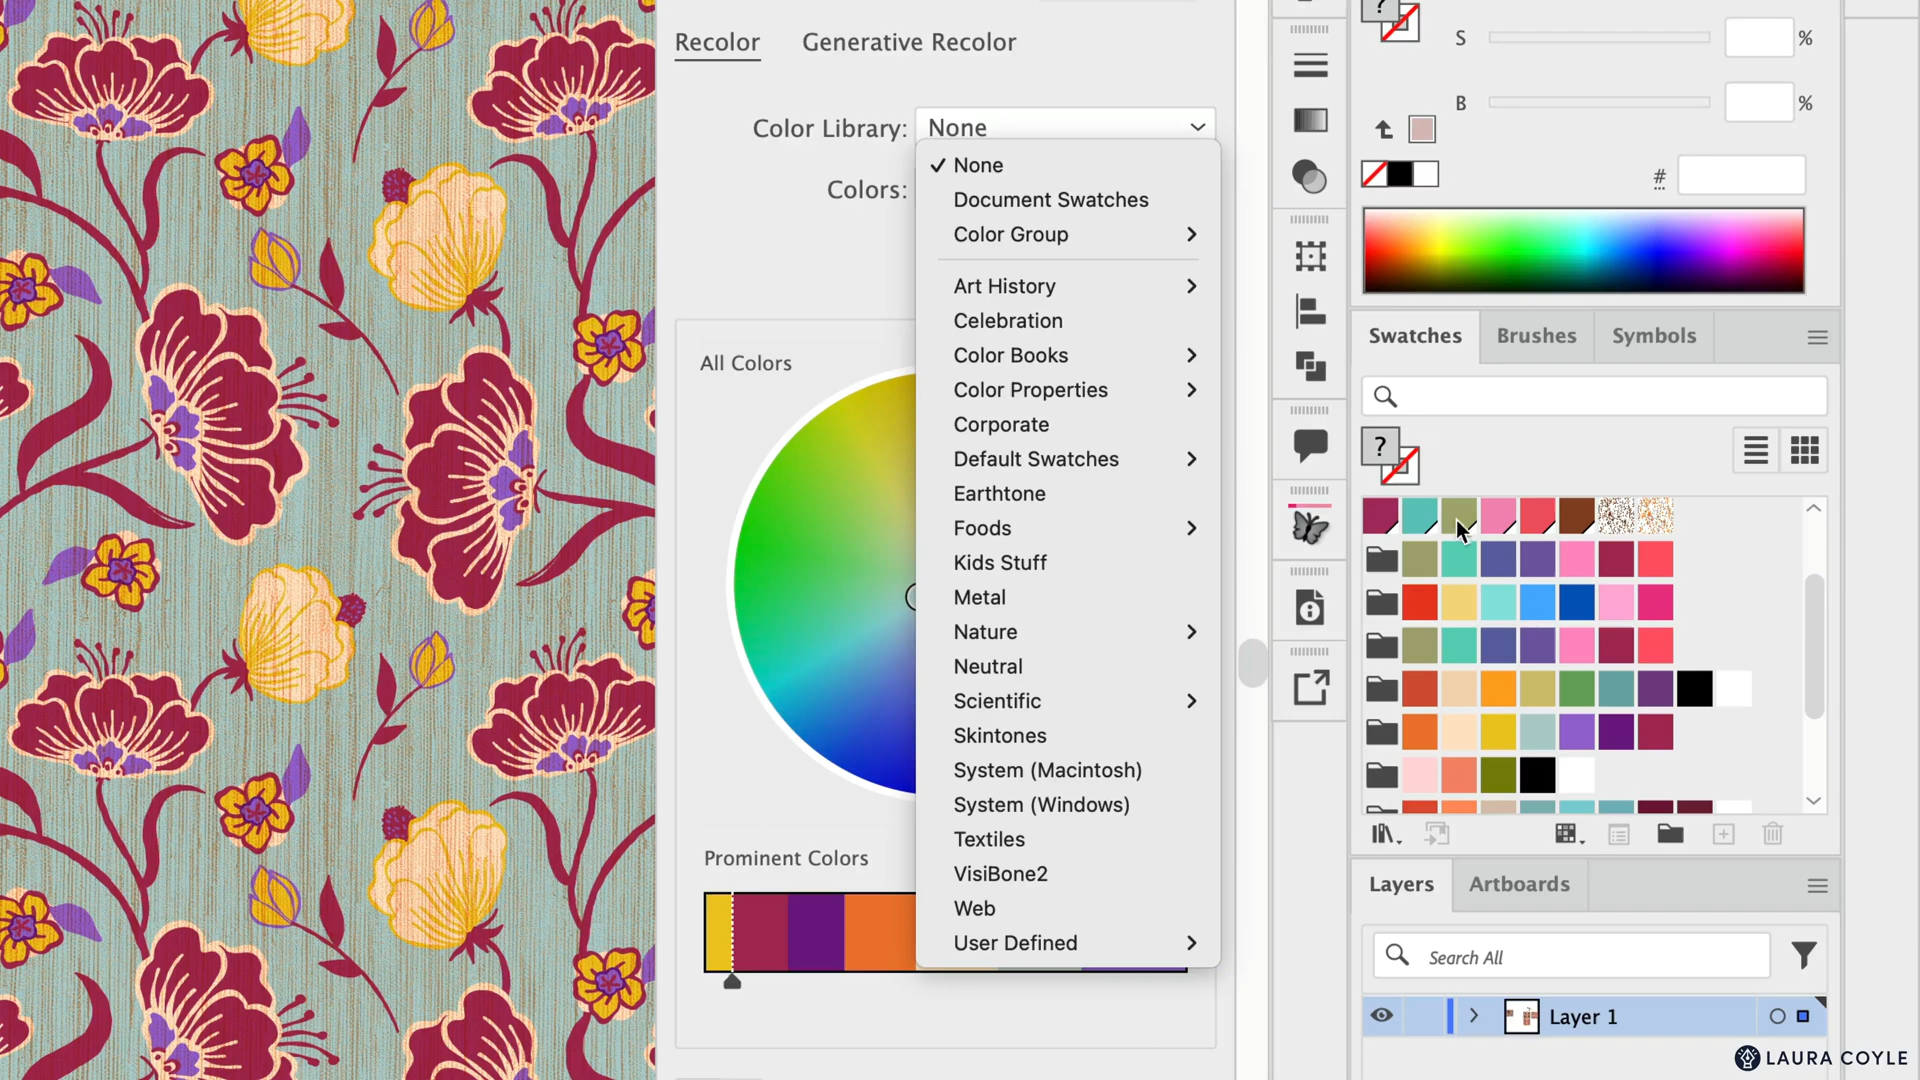 Recolor
Generative Recolor
Color Library:
None
Colors:
✓ None
Document Swatches
Color Group
Art History
Celebration
Color Books
Color Properties
Corporate
Default Swatches
Earthtone
Foods
Kids Stuff
Metal
Nature
Neutral
Scientific
Skintones
System (Macintosh)
System (Windows)
Textiles
VisiBone2
Web
User Defined
All Colors
Prominent Colors
?
S
%
B
%
#
Swatches
Brushes
Symbols
?
Layers
Artboards
Search All
Layer 1
LAURA COYLE